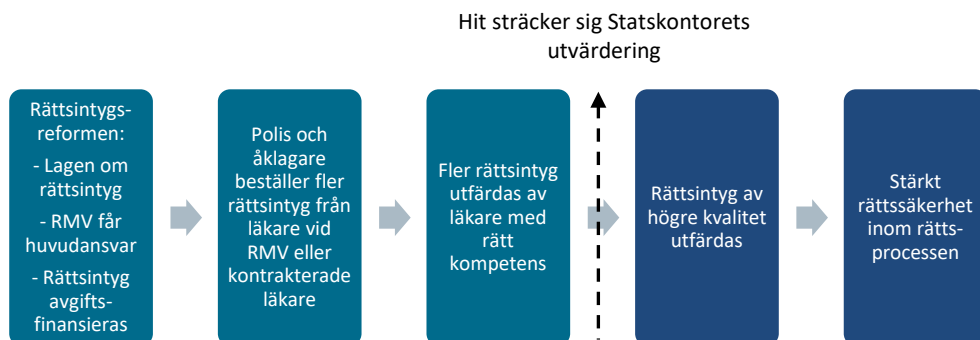 Hit sträcker sig Statskontorets
utvärdering
Rättsintygs-
reformen:
- Lagen om
rättsintyg
- RMV får
huvudansvar
- Rättsintyg
avgifts-
finansieras
Polis och
åklagare
beställer fler
rättsintyg från
läkare vid
RMV eller
kontrakterade
läkare
Fler rättsintyg
utfärdas av
läkare med
rätt
kompetens
Rättsintyg av
högre kvalitet
utfärdas
Stärkt
rättssäkerhet
inom rätts-
processen